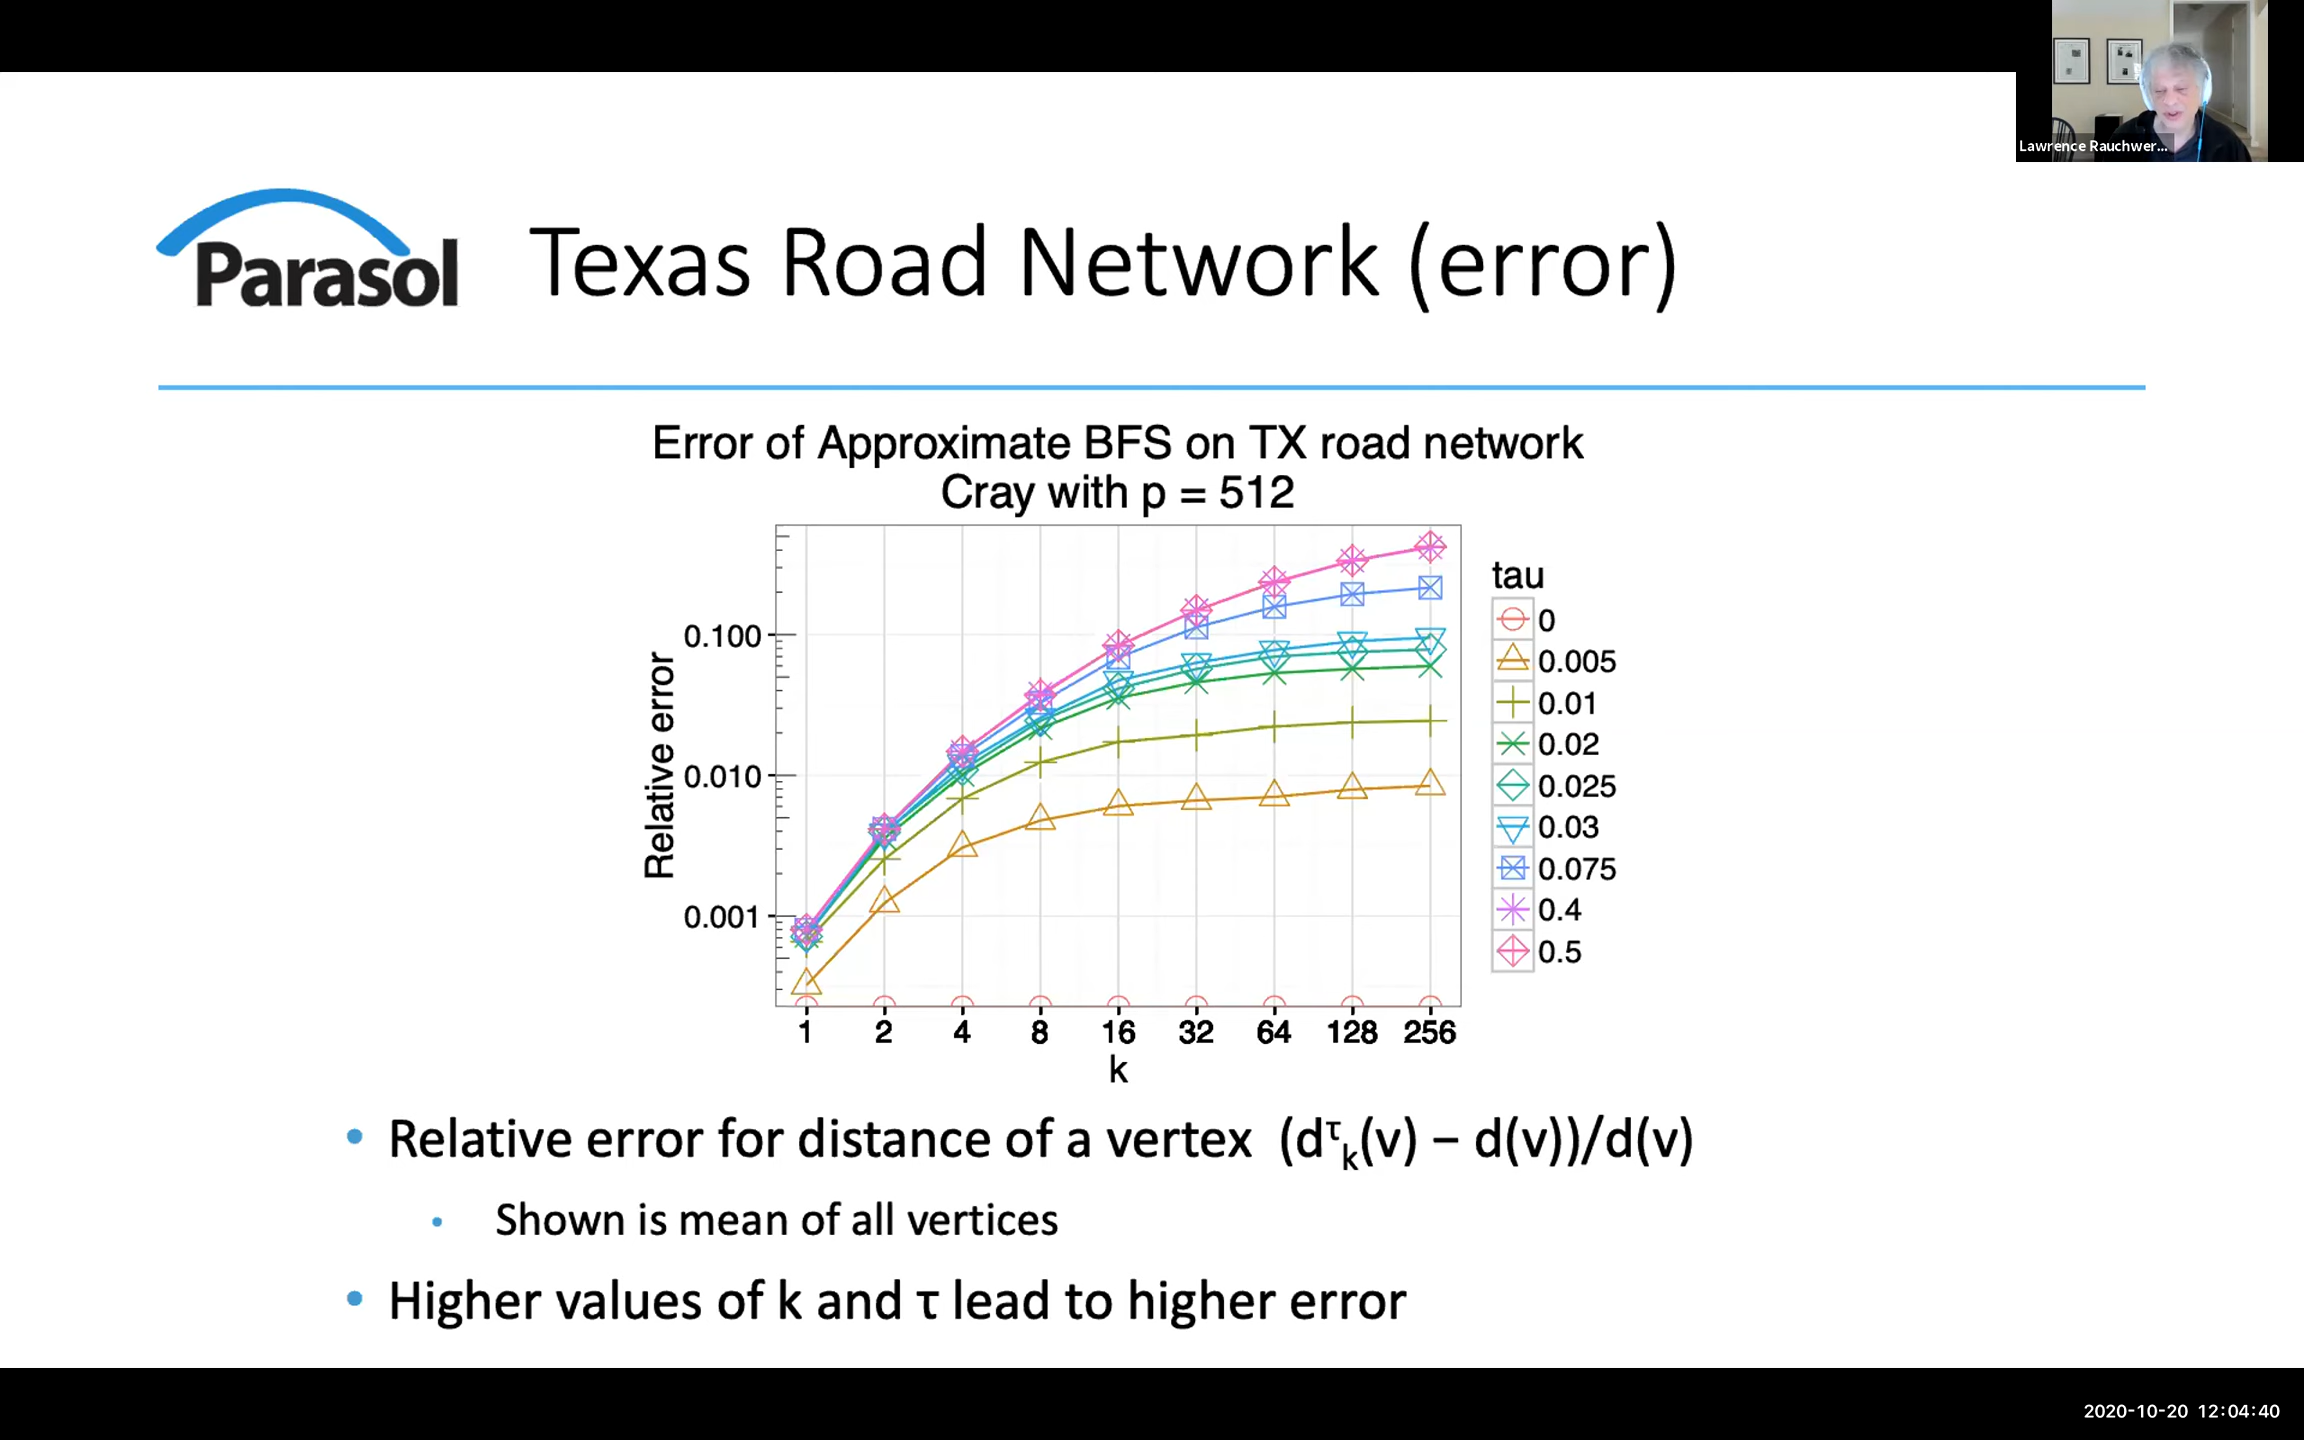 Lawrence Rauchwer...
Parasol
Texas Road Network (error)
Error of Approximate BFS on TX road network
Cray with p = 512
Relative error
0.100
0.010
0.001
1 2 4 8 16 32 64 128 256
k
tau
0
0.005
0.01
0.02
0.025
0.03
0.075
0.4
0.5
• Relative error for distance of a vertex (dτk(v) – d(v))/d(v)
• Shown is mean of all vertices
• Higher values of k and τ lead to higher error
2020-10-20 12:04:40